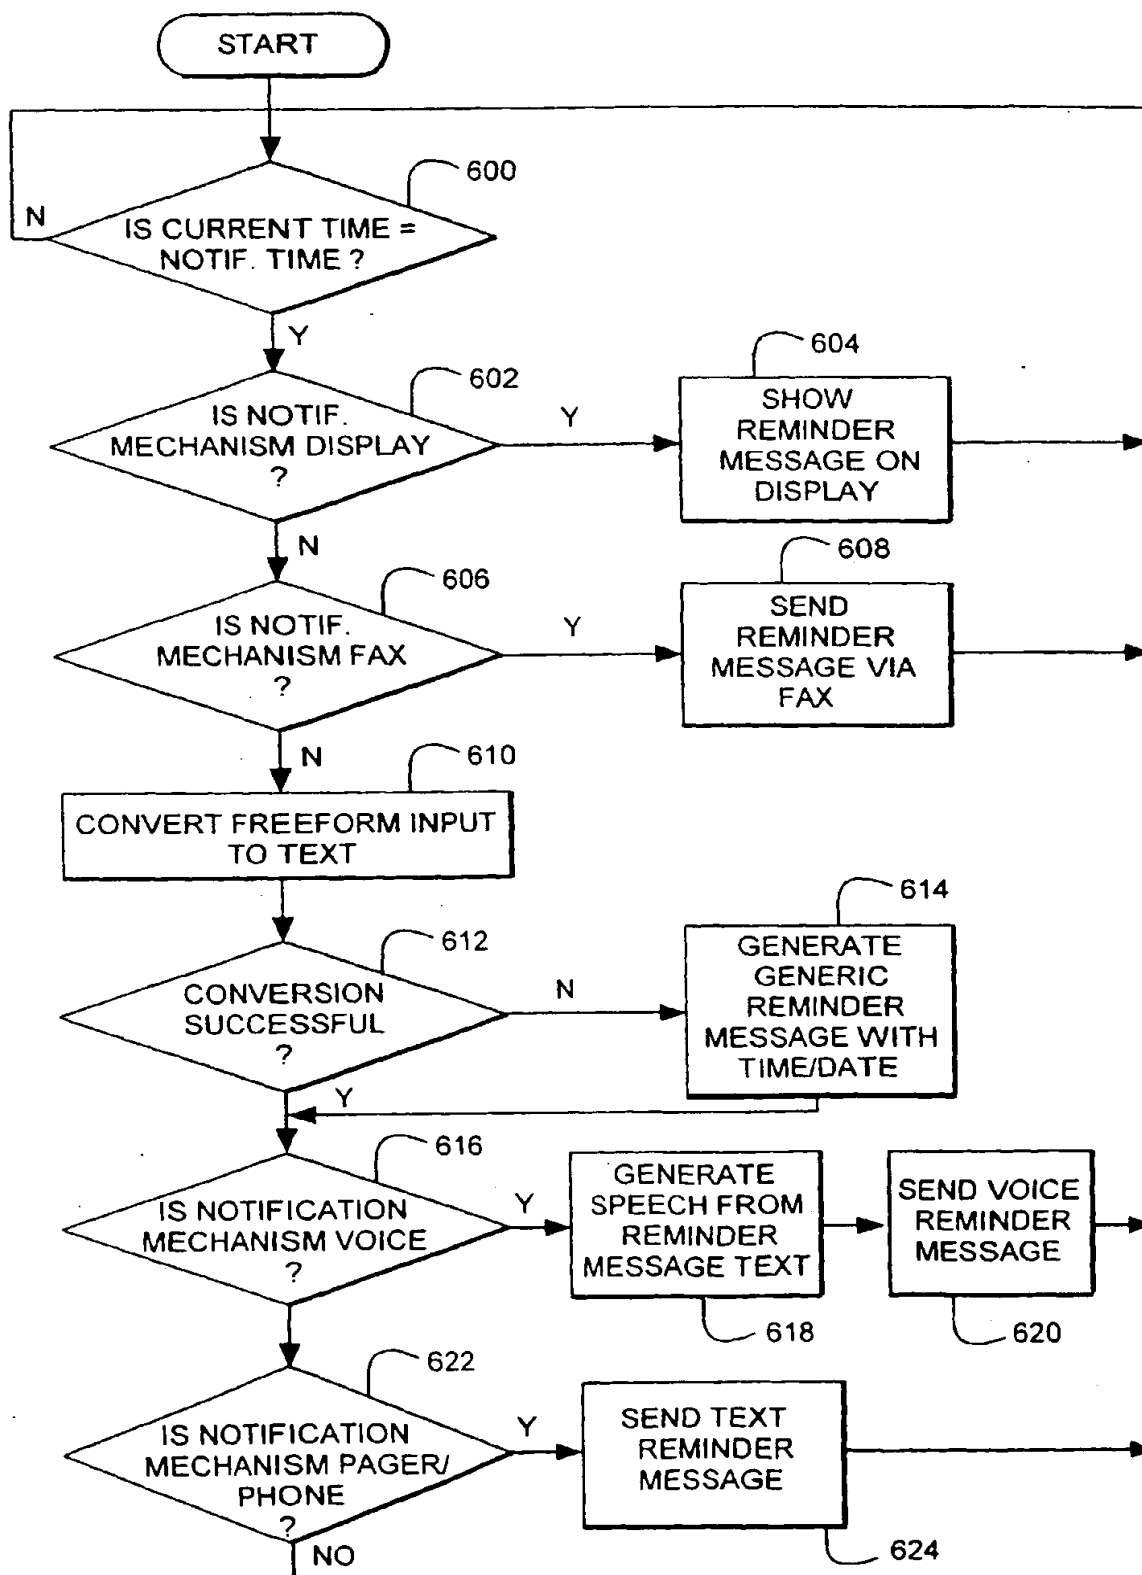 START
600
N
IS CURRENT TIME =
NOTIF. TIME ?
Y
602
604
IS NOTIF.
MECHANISM DISPLAY
?
Y
SHOW
REMINDER
MESSAGE ON
DISPLAY
N
606
608
IS NOTIF.
MECHANISM FAX
?
Y
SEND
REMINDER
MESSAGE VIA
FAX
N
610
CONVERT FREEFORM INPUT
TO TEXT
612
614
CONVERSION
SUCCESSFUL
?
N
GENERATE
GENERIC
REMINDER
MESSAGE WITH
TIME/DATE
Y
616
IS NOTIFICATION
MECHANISM VOICE
?
Y
GENERATE
SPEECH FROM
REMINDER
MESSAGE TEXT
618
SEND VOICE
REMINDER
MESSAGE
620
622
IS NOTIFICATION
MECHANISM PAGER/
PHONE
?
Y
SEND TEXT
REMINDER
MESSAGE
624
NO